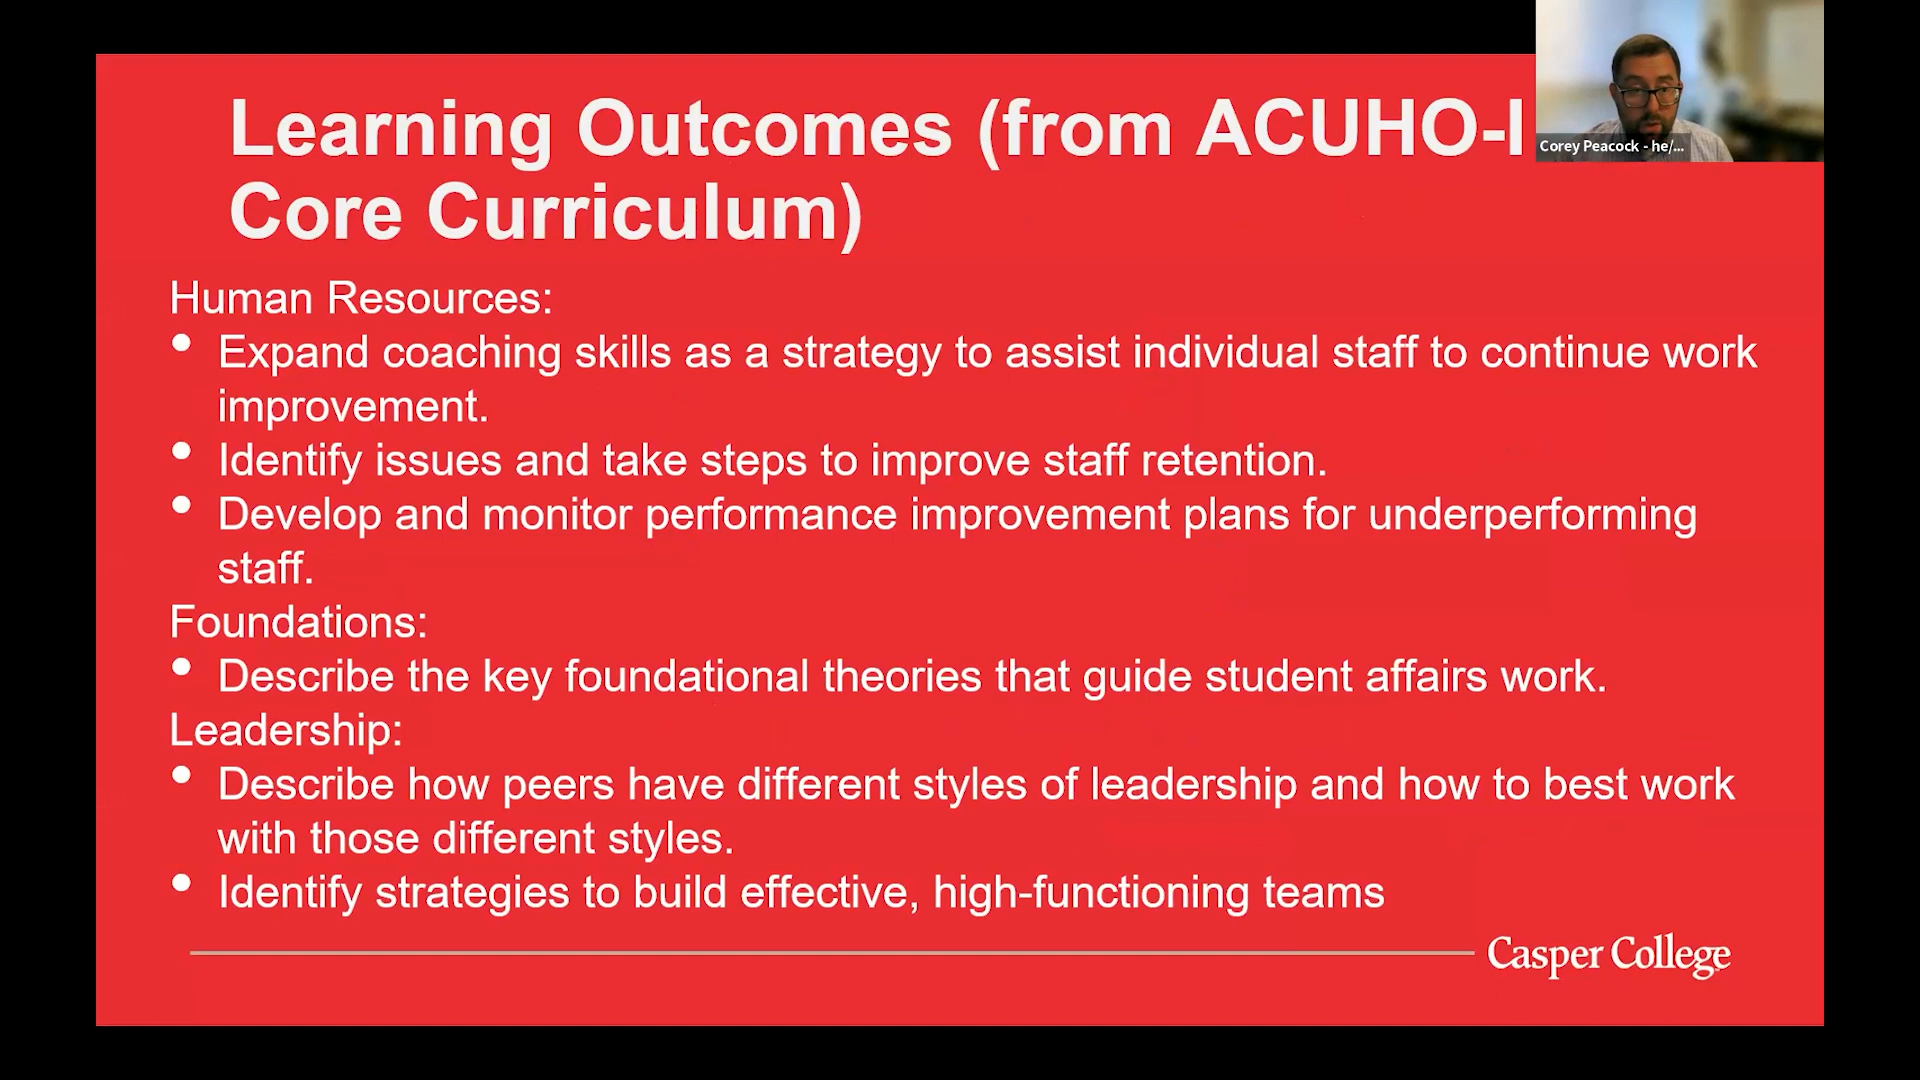 Learning Outcomes (from ACUHO-I
Core Curriculum)
Corey Peacock - he/...
Human Resources:
• Expand coaching skills as a strategy to assist individual staff to continue work
improvement.
• Identify issues and take steps to improve staff retention.
• Develop and monitor performance improvement plans for underperforming
staff.
Foundations:
• Describe the key foundational theories that guide student affairs work.
Leadership:
• Describe how peers have different styles of leadership and how to best work
with those different styles.
• Identify strategies to build effective, high-functioning teams
Casper College